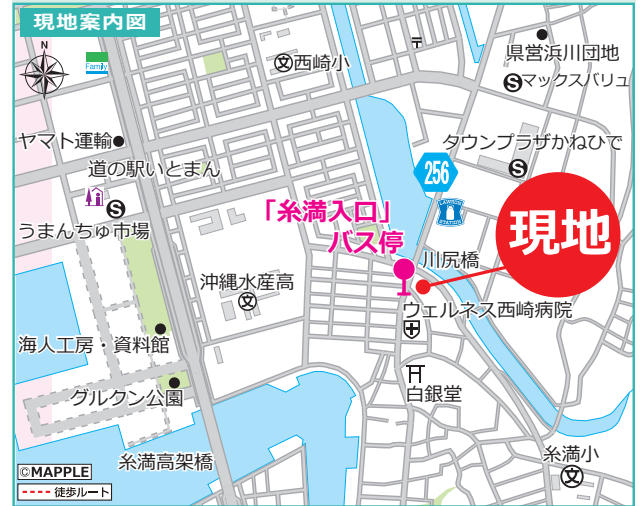 現地案内図
N
Family
西崎小
文
県営浜川団地
S
マックスバリュ
ヤマト運輸
道の駅いとまん
タウンプラザかねひで
S
256
「糸満入口」
バス停
LAWSON
STATION
現地
S
うまんちゅ市場
川尻橋
沖縄水産高
文
ウェルネス西崎病院
海人工房・資料館
白銀堂
グルクン公園
糸満高架橋
糸満小
文
©MAPPLE
徒歩ルート